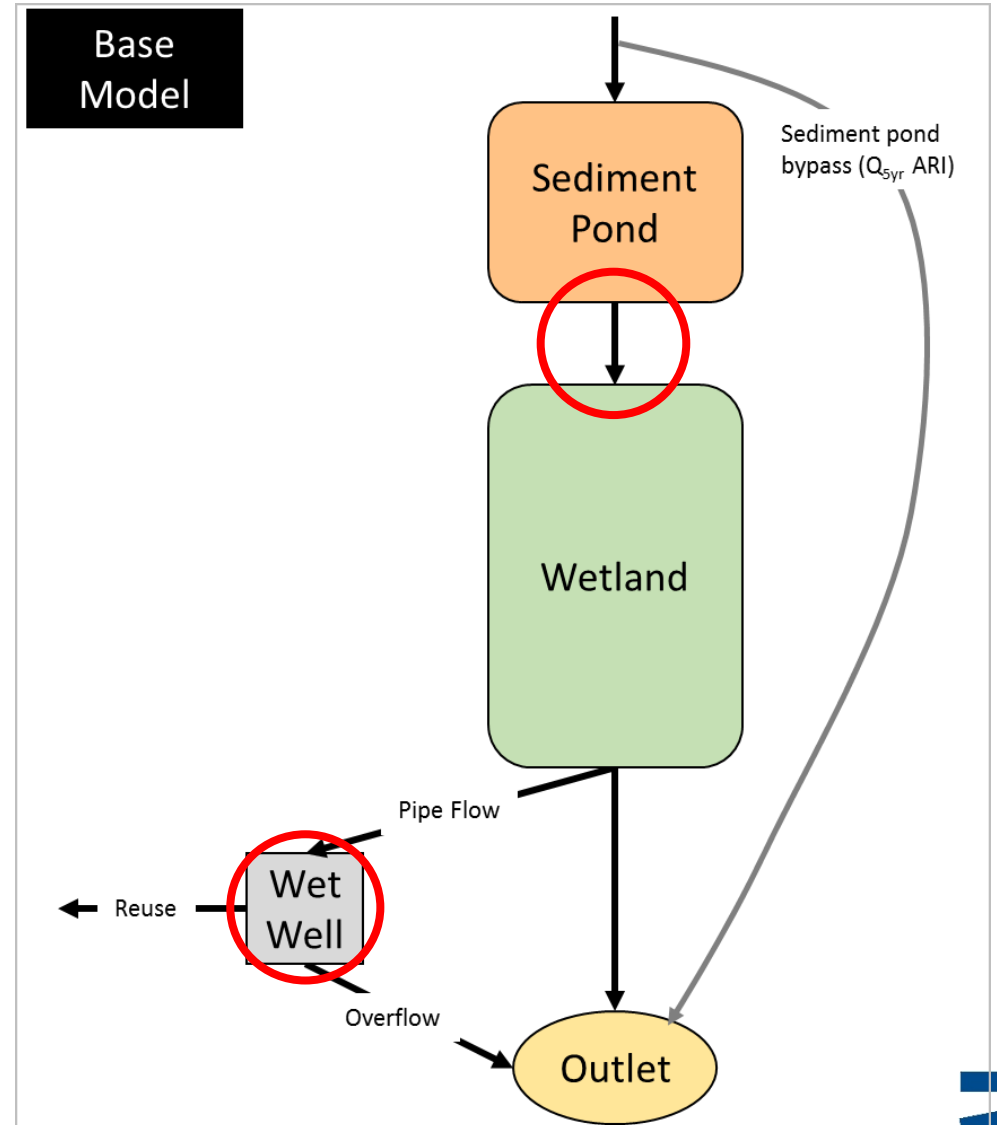 Base
Model
Sediment pond
bypass (Q5yr ARI)
Sediment
Pond
Wetland
Pipe Flow
Wet
Well
Reuse
Overflow
Outlet